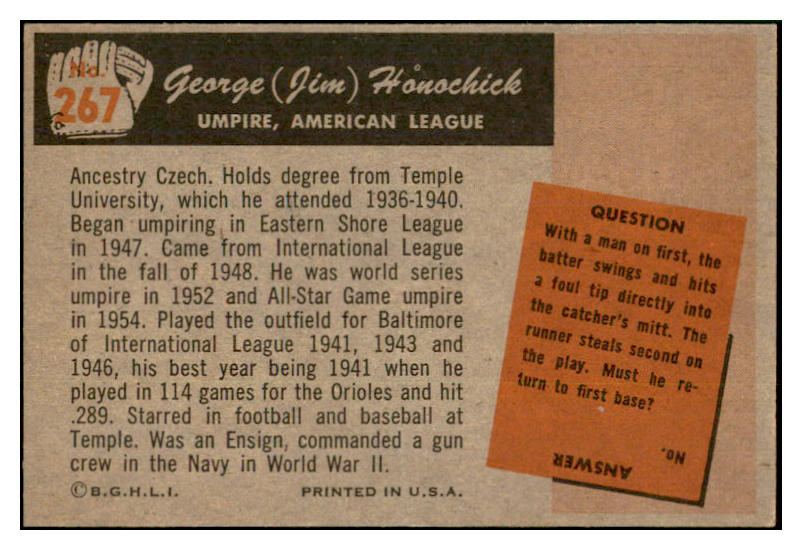 No.
267
George (Jim) Honochick
UMPIRE, AMERICAN LEAGUE
Ancestry Czech. Holds degree from Temple
University, which he attended 1936-1940.
Began umpiring in Eastern Shore League
in 1947. Came from International League
in the fall of 1948. He was world series
umpire in 1952 and All-Star Game umpire
in 1954. Played the outfield for Baltimore
of International League 1941, 1943 and
1946, his best year being 1941 when he
played in 114 games for the Orioles and hit
.289. Starred in football and baseball at
Temple. Was an Ensign, commanded a gun
crew in the Navy in World War II.
©B.G.H.L.I. PRINTED IN U.S.A.
QUESTION
With a man on first, the
batter swings and hits
a foul tip directly into
the catcher's mitt. The
runner steals second on
the play. Must he re-
turn to first base?
ANSWER
No.